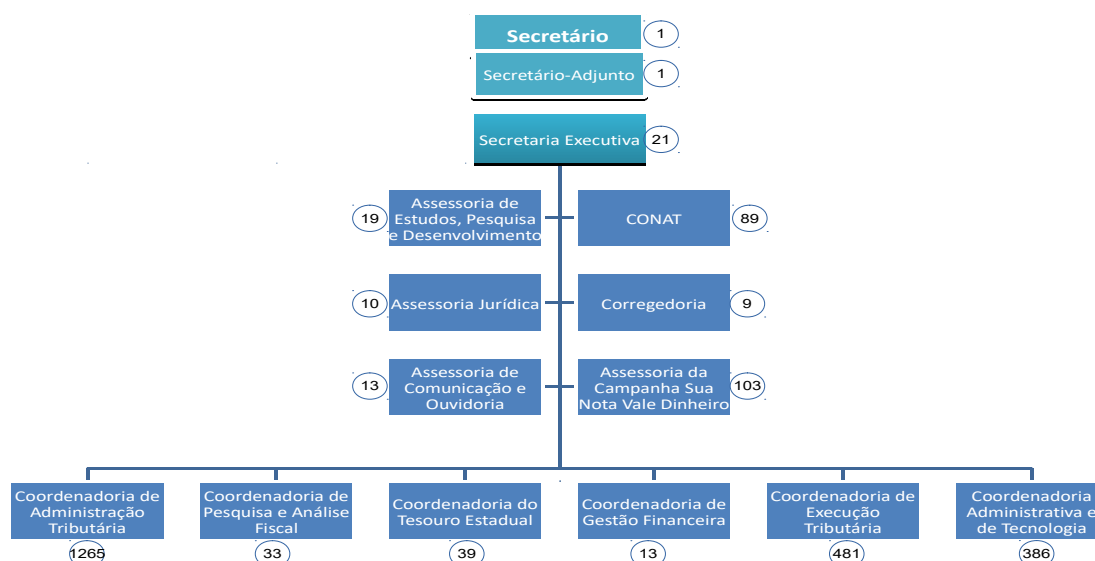 Secretário
1
Secretário-Adjunto
1
Secretaria Executiva
21
19
Assessoria de
Estudos, Pesquisa
e Desenvolvimento
CONAT
89
10
Assessoria Jurídica
Corregedoria
9
13
Assessoria de
Comunicação e
Ouvidoria
Assessoria da
Campanha Sua
Nota Vale Dinheiro
103
Coordenadoria de
Administração
Tributária
1265
Coordenadoria de
Pesquisa e Análise
Fiscal
33
Coordenadoria do
Tesouro Estadual
39
Coordenadoria de
Gestão Financeira
13
Coordenadoria de
Execução
Tributária
481
Coordenadoria
Administrativa e
de Tecnologia
386